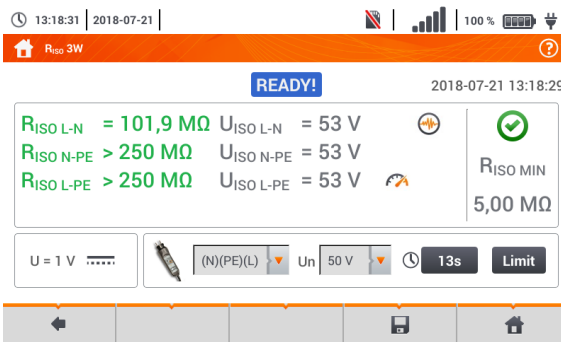 13:18:31 2018-07-21 100 %
RISO 3W ?
READY! 2018-07-21 13:18:29
RISO L-N = 101,9 MΩ UISO L-N = 53 V
RISO N-PE > 250 MΩ UISO N-PE = 53 V
RISO L-PE > 250 MΩ UISO L-PE = 53 V
RISO MIN
5,00 MΩ
U = 1 V (N)(PE)(L) Un 50 V 13s Limit